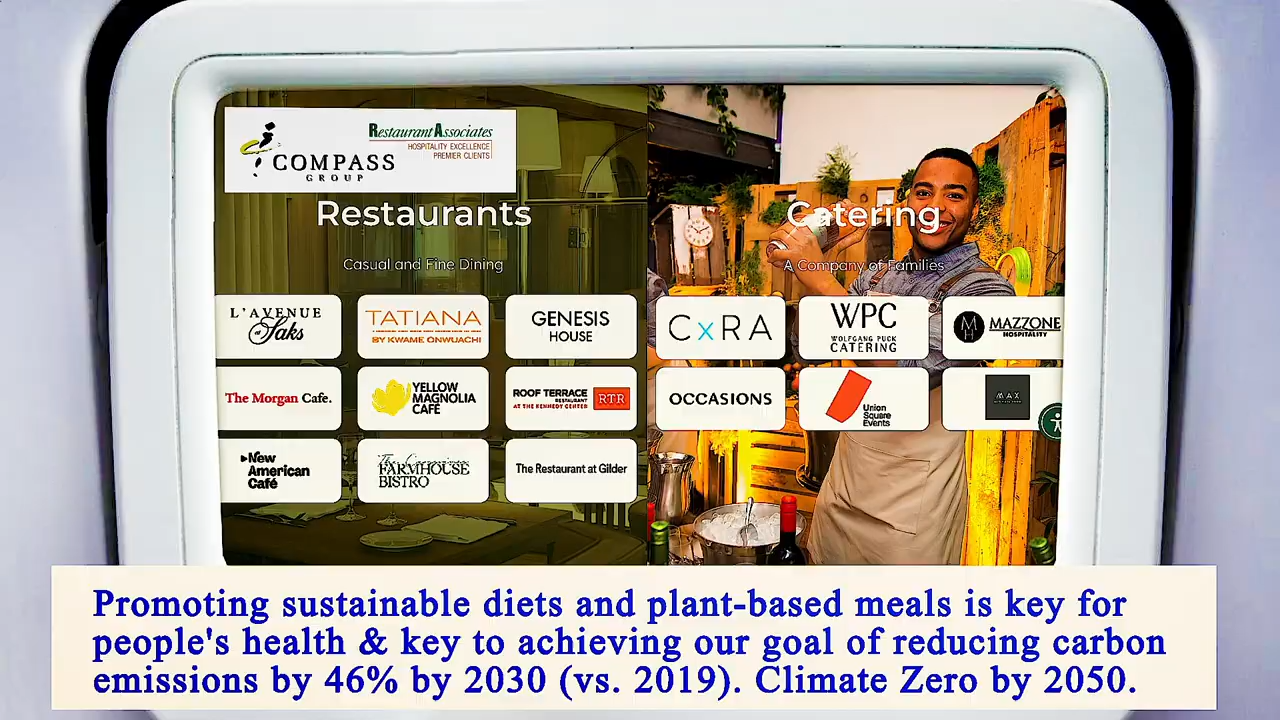 COMPASS
GROUP
Restaurant Associates
HOSPITALITY EXCELLENCE
PREMIER CLIENTS
Restaurants
Casual and Fine Dining
L'AVENUE
at Saks
TATIANA
BY KWAME ONWUACHI
GENESIS
HOUSE
The Morgan Cafe.
YELLOW
MAGNOLIA
CAFÉ
ROOF TERRACE
RESTAURANT
AT THE KENNEDY CENTER
RTR
New
American
Café
FARMHOUSE
BISTRO
The Restaurant at Gilder
Catering
A Company of Families
CxRA
WPC
WOLFGANG PUCK
CATERING
MH
MAZZONE
HOSPITALITY
OCCASIONS
Union
Square
Events
MAX
Promoting sustainable diets and plant-based meals is key for
people's health & key to achieving our goal of reducing carbon
emissions by 46% by 2030 (vs. 2019). Climate Zero by 2050.